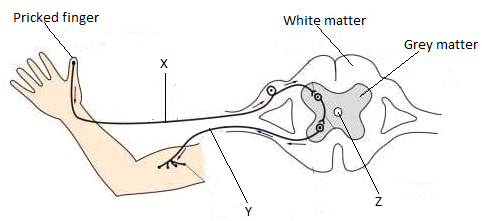 Pricked finger
White matter
Grey matter
X
Y
Z